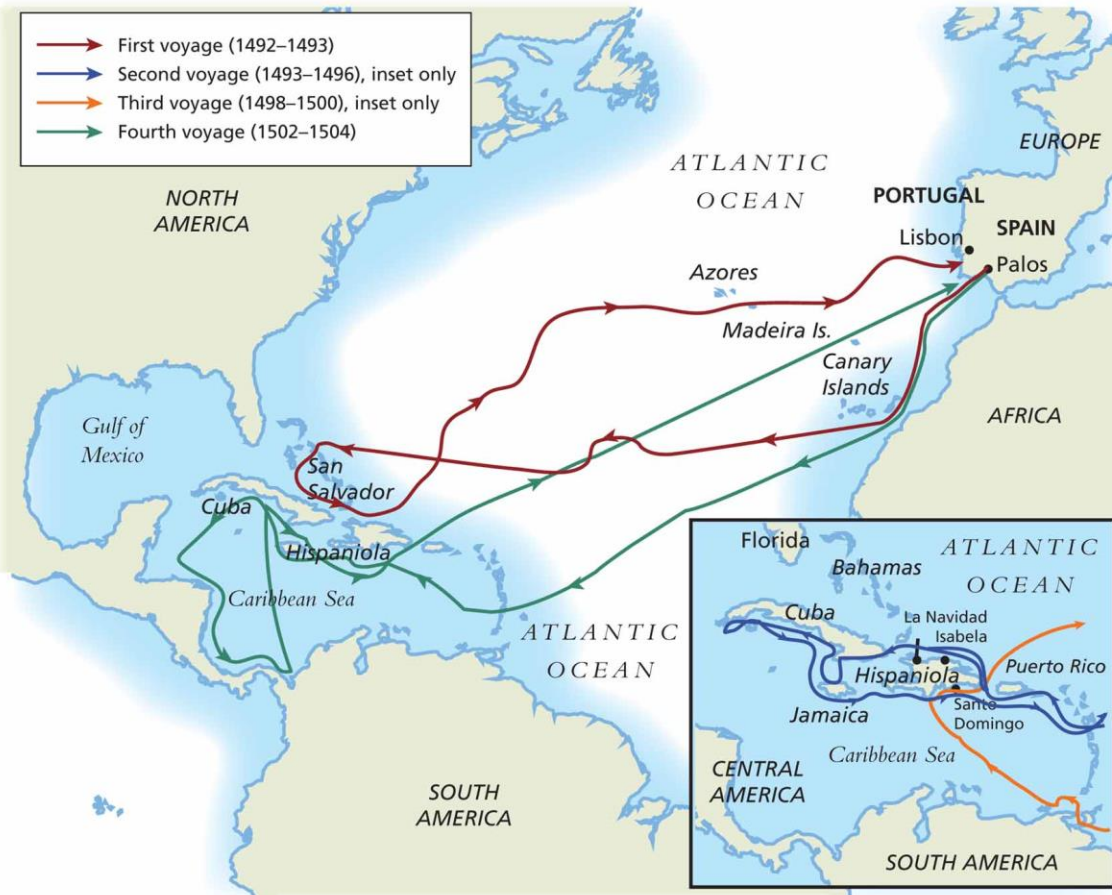 First voyage (1492–1493)
Second voyage (1493–1496), inset only
Third voyage (1498–1500), inset only
Fourth voyage (1502–1504)
EUROPE
ATLANTIC
OCEAN
NORTH
AMERICA
PORTUGAL
SPAIN
Lisbon
Palos
Azores
Madeira Is.
Canary
Islands
AFRICA
Gulf of
Mexico
San
Salvador
Cuba
Hispaniola
Caribbean Sea
ATLANTIC
OCEAN
SOUTH
AMERICA
Florida
ATLANTIC
OCEAN
Bahamas
Cuba
La Navidad
Isabela
Hispaniola
Puerto Rico
Jamaica
Santo
Domingo
Caribbean Sea
CENTRAL
AMERICA
SOUTH AMERICA